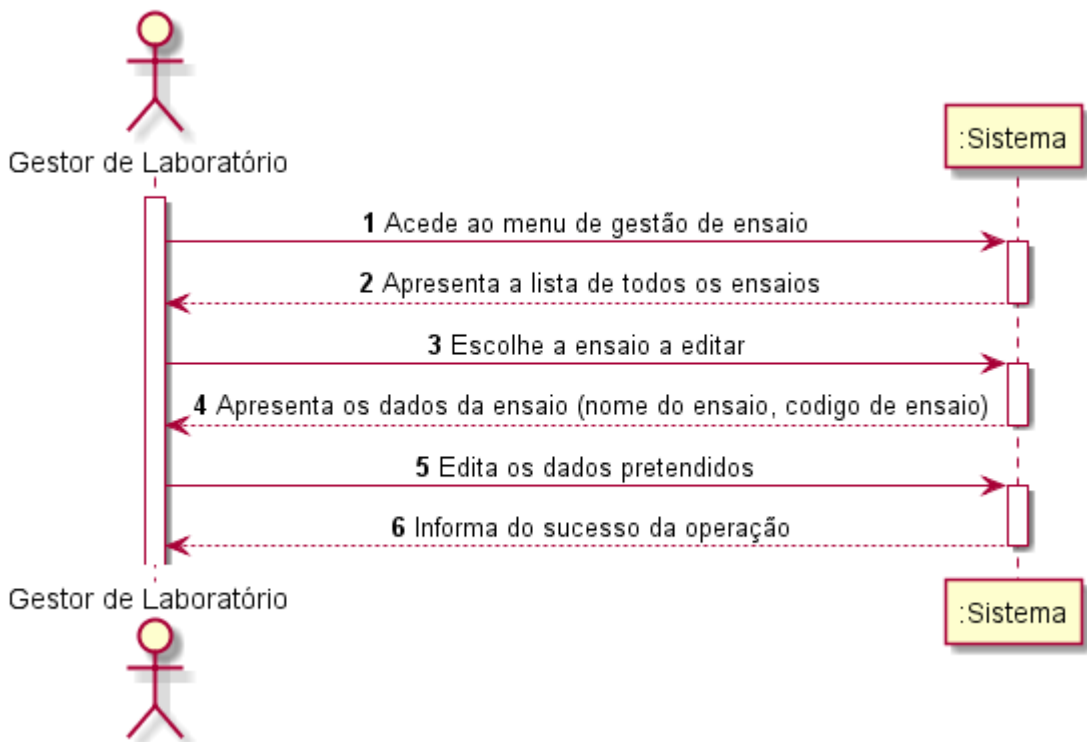 Gestor de Laboratório
:Sistema
1 Acede ao menu de gestão de ensaio
2 Apresenta a lista de todos os ensaios
3 Escolhe a ensaio a editar
4 Apresenta os dados da ensaio (nome do ensaio, codigo de ensaio)
5 Edita os dados pretendidos
6 Informa do sucesso da operação
Gestor de Laboratório
:Sistema